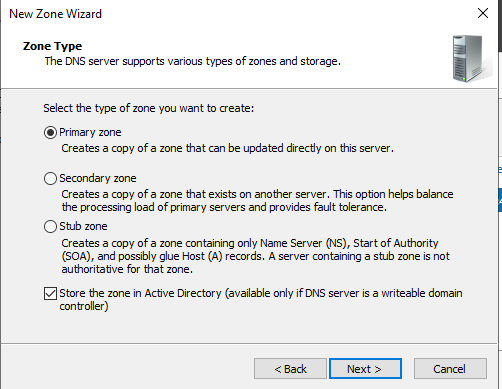 New Zone Wizard
Zone Type
The DNS server supports various types of zones and storage.
Select the type of zone you want to create:
Primary zone
Creates a copy of a zone that can be updated directly on this server.
Secondary zone
Creates a copy of a zone that exists on another server. This option helps balance
the processing load of primary servers and provides fault tolerance.
Stub zone
Creates a copy of a zone containing only Name Server (NS), Start of Authority
(SOA), and possibly glue Host (A) records. A server containing a stub zone is not
authoritative for that zone.
Store the zone in Active Directory (available only if DNS server is a writeable domain
controller)
< Back
Next >
Cancel